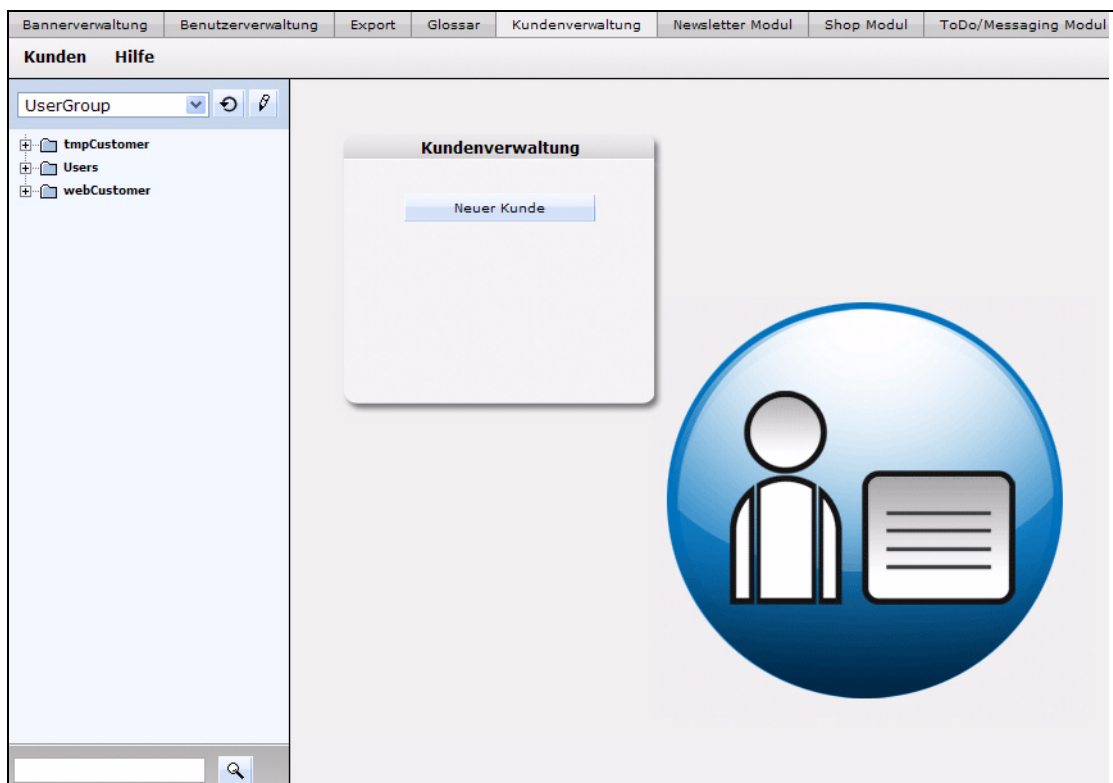 Bannerverwaltung Benutzerverwaltung Export Glossar Kundenverwaltung Newsletter Modul Shop Modul ToDo/Messaging Modul
Kunden Hilfe
UserGroup
tmpCustomer
Users
webCustomer
Kundenverwaltung
Neuer Kunde